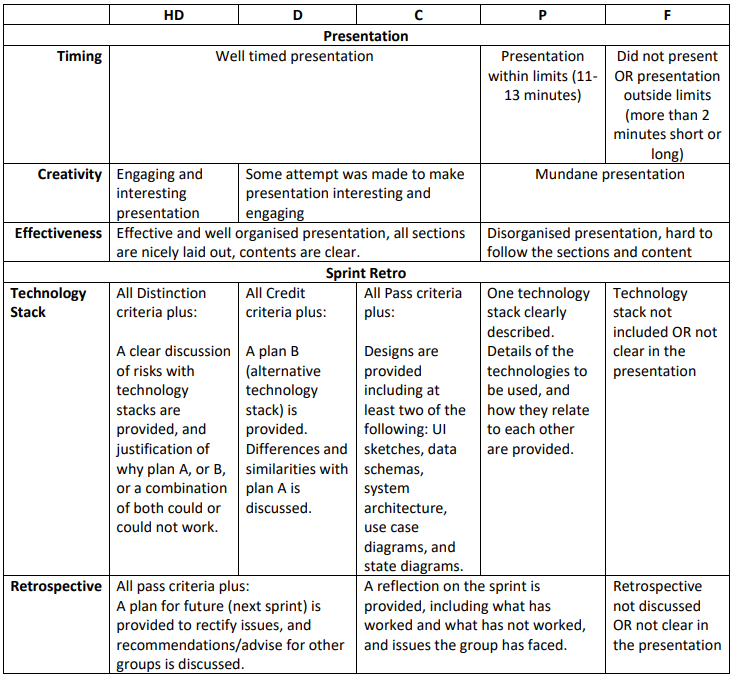 HD D C P F
Presentation
Timing
Well timed presentation
Presentation
within limits (11-
13 minutes)
Did not present
OR presentation
outside limits
(more than 2
minutes short or
long)
Creativity
Engaging and
interesting
presentation
Some attempt was made to make
presentation interesting and
engaging
Mundane presentation
Effectiveness
Effective and well organised presentation, all sections
are nicely laid out, contents are clear.
Disorganised presentation, hard to
follow the sections and content
Sprint Retro
Technology
Stack
All Distinction
criteria plus:
A clear discussion
of risks with
technology
stacks are
provided, and
justification of
why plan A, or B,
or a combination
of both could or
could not work.
All Credit
criteria plus:
A plan B
(alternative
technology
stack) is
provided.
Differences and
similarities with
plan A is
discussed.
All Pass criteria
plus:
Designs are
provided
including at
least two of the
following: UI
sketches, data
schemas,
system
architecture,
use case
diagrams, and
state diagrams.
One technology
stack clearly
described.
Details of the
technologies to
be used, and
how they relate
to each other
are provided.
Technology
stack not
included OR not
clear in the
presentation
Retrospective
All pass criteria plus:
A plan for future (next sprint) is
provided to rectify issues, and
recommendations/advise for other
groups is discussed.
A reflection on the sprint is
provided, including what has
worked and what has not worked,
and issues the group has faced.
Retrospective
not discussed
OR not clear in
the presentation